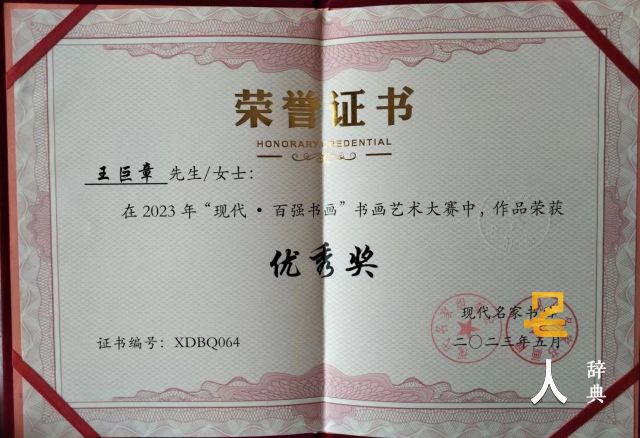 荣誉证书
HONORARY CREDENTIAL
王巨章 先生/女士：
在2023年“现代·百强书画”书画艺术大赛中，作品荣获
优秀奖
现代名家书
证书编号：XDBQ064
二〇二三年五月
名人
辞典